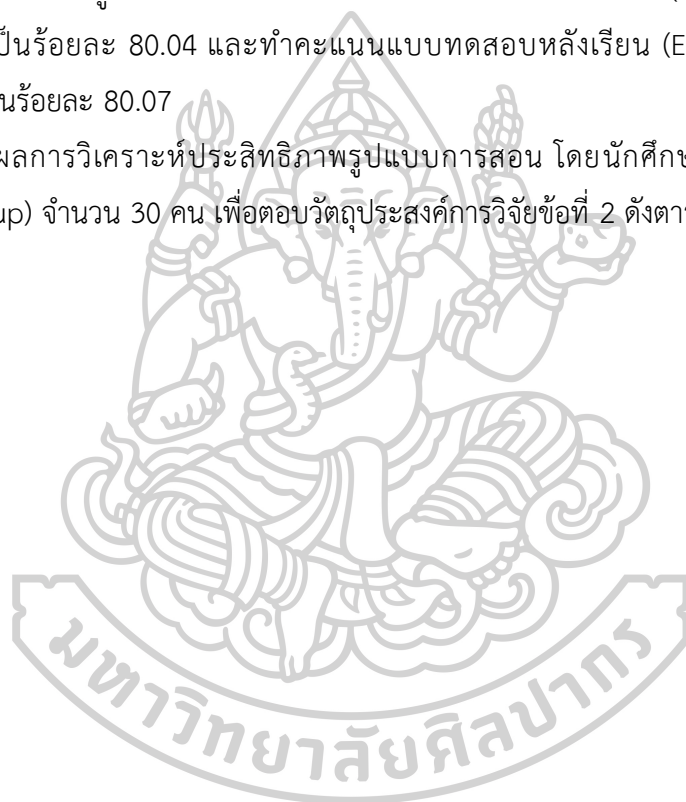 ป็นร้อยละ 80.04 และทำคะแนนแบบทดสอบหลังเรียน (E
นร้อยละ 80.07
ผลการวิเคราะห์ประสิทธิภาพรูปแบบการสอน โดยนักศึกษ
up) จำนวน 30 คน เพื่อตอบวัตถุประสงค์การวิจัยข้อที่ 2 ดังตา
มหาวิทยาลัยศิลปากร